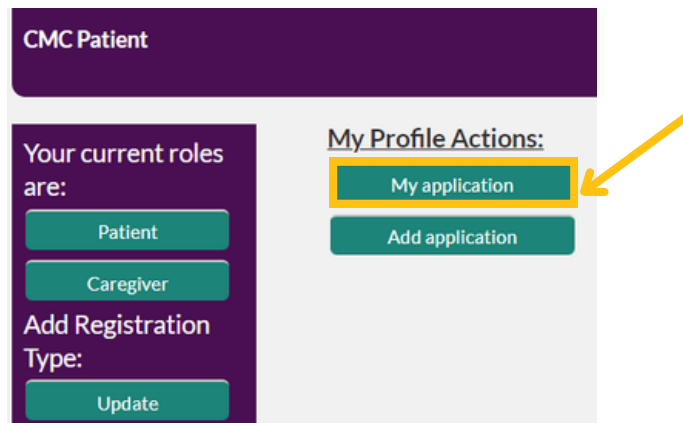 CMC Patient
Your current roles
are:
Patient
Caregiver
Add Registration
Type:
Update
My Profile Actions:
My application
Add application